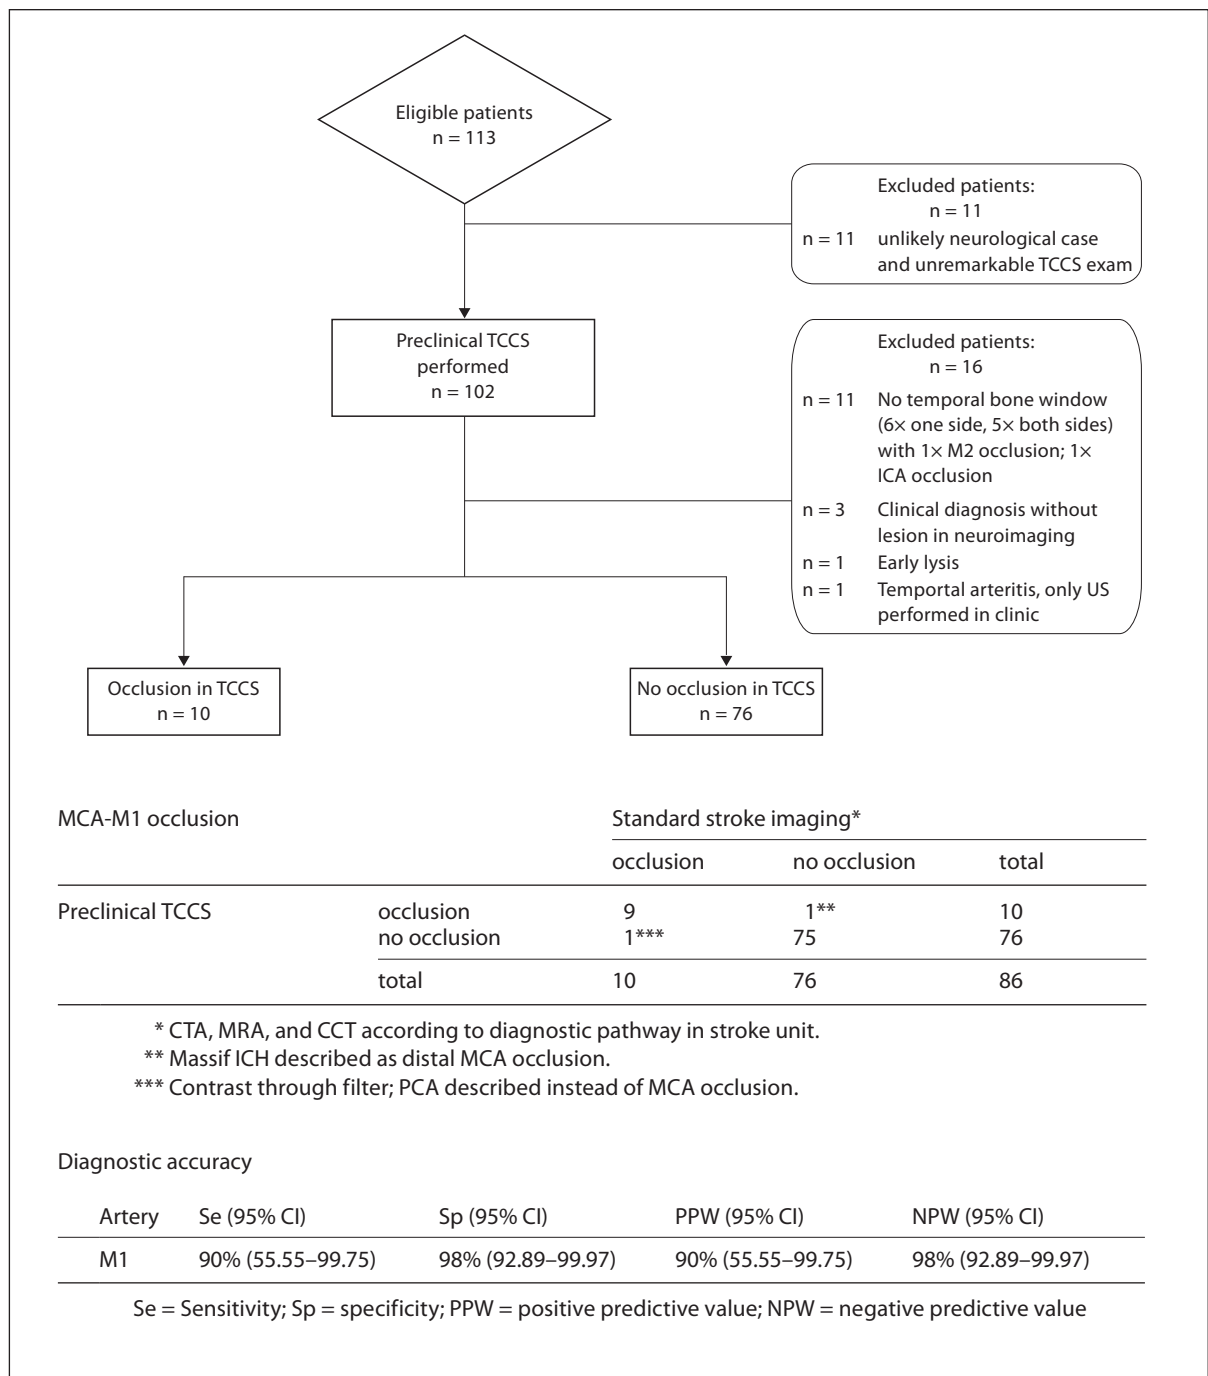 Eligible patients
n = 113
Excluded patients:
n = 11
n = 11 unlikely neurological case
and unremarkable TCCS exam
Preclinical TCCS
performed
n = 102
Excluded patients:
n = 16
n = 11 No temporal bone window
(6× one side, 5× both sides)
with 1× M2 occlusion; 1×
ICA occlusion
n = 3 Clinical diagnosis without
lesion in neuroimaging
n = 1 Early lysis
n = 1 Temportal arteritis, only US
performed in clinic
Occlusion in TCCS
n = 10
No occlusion in TCCS
n = 76
MCA-M1 occlusion Standard stroke imaging*
occlusion no occlusion total
Preclinical TCCS occlusion 9 1** 10
no occlusion 1*** 75 76
total 10 76 86
* CTA, MRA, and CCT according to diagnostic pathway in stroke unit.
** Massif ICH described as distal MCA occlusion.
*** Contrast through filter; PCA described instead of MCA occlusion.
Diagnostic accuracy
Artery Se (95% CI) Sp (95% CI) PPW (95% CI) NPW (95% CI)
M1 90% (55.55–99.75) 98% (92.89–99.97) 90% (55.55–99.75) 98% (92.89–99.97)
Se = Sensitivity; Sp = specificity; PPW = positive predictive value; NPW = negative predictive value